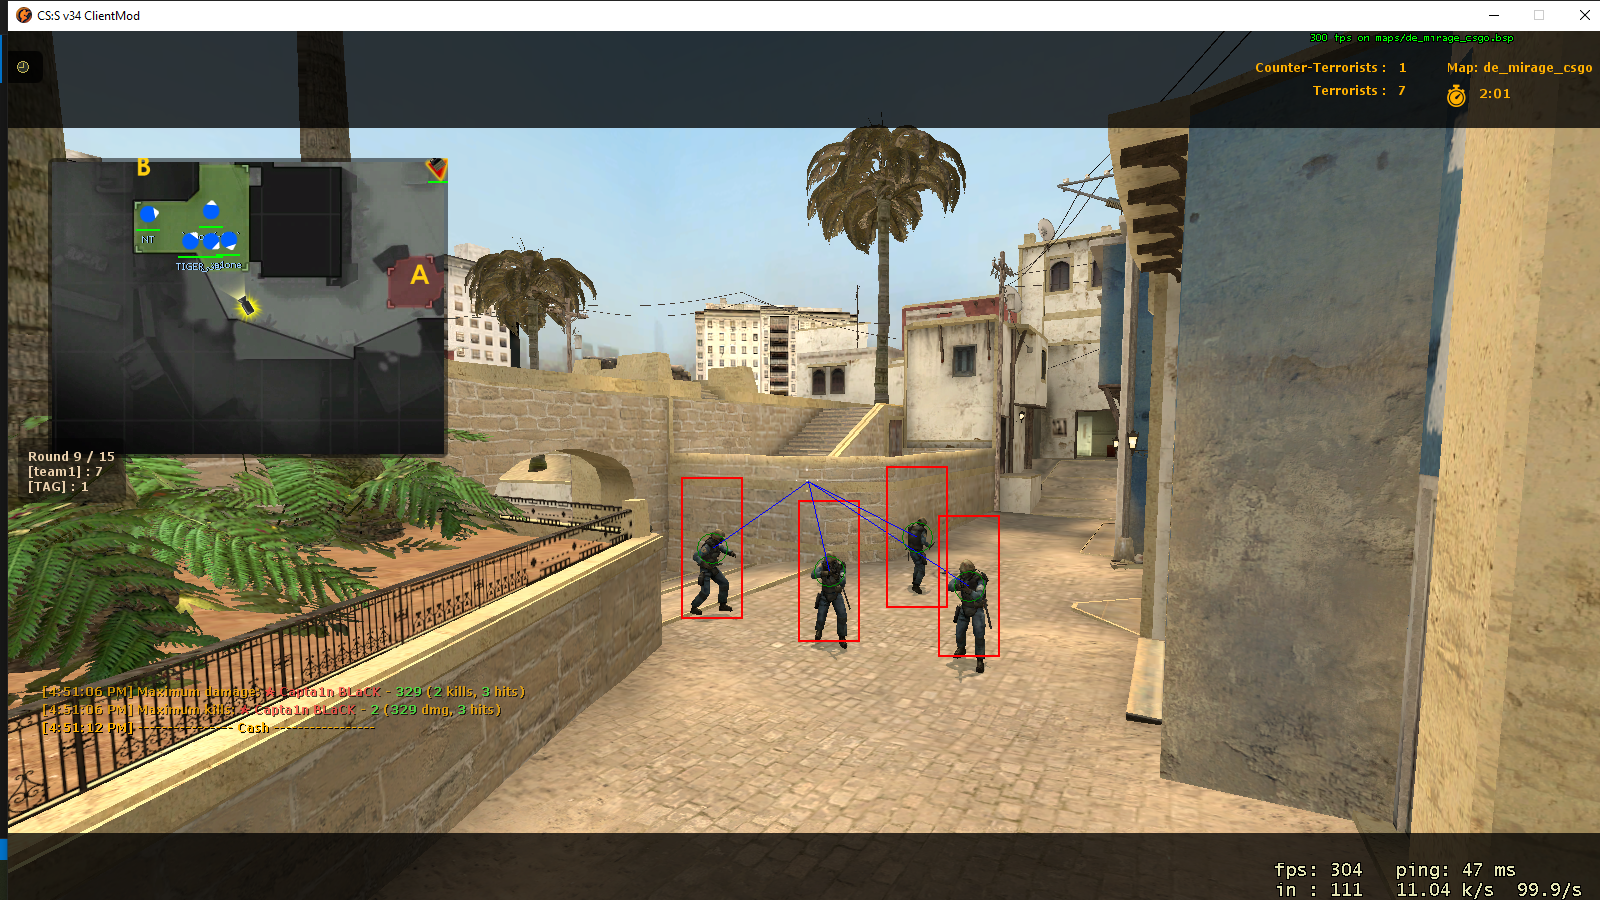 CS:S v34 ClientMod
300 fps on maps/de_mirage_csgo.bsp
Counter-Terrorists : 1
Map: de_mirage_csgo
Terrorists : 7
2:01
B
NT
TIGER
A
Round 9 / 15
[team1] : 7
[TAG] : 1
[4:51:06 PM] Maximum damage: Capta1n BLaCK - 329 (2 kills, 3 hits)
[4:51:06 PM] Maximum kills: Capta1n BLaCK - 2 (329 dmg, 3 hits)
[4:51:12 PM] ---------------- Cash -----------------
fps: 304 ping: 47 ms
in : 111 11.04 k/s 99.9/s